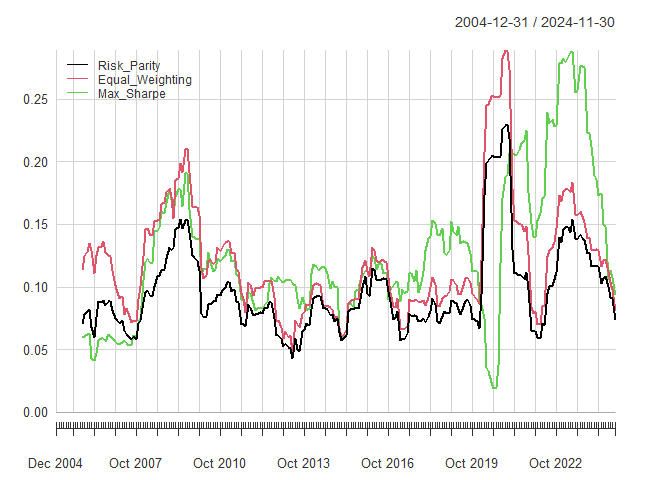 2004-12-31 / 2024-11-30
Risk_Parity
Equal_Weighting
Max_Sharpe
0.25
0.20
0.15
0.10
0.05
0.00
Dec 2004 Oct 2007 Oct 2010 Oct 2013 Oct 2016 Oct 2019 Oct 2022